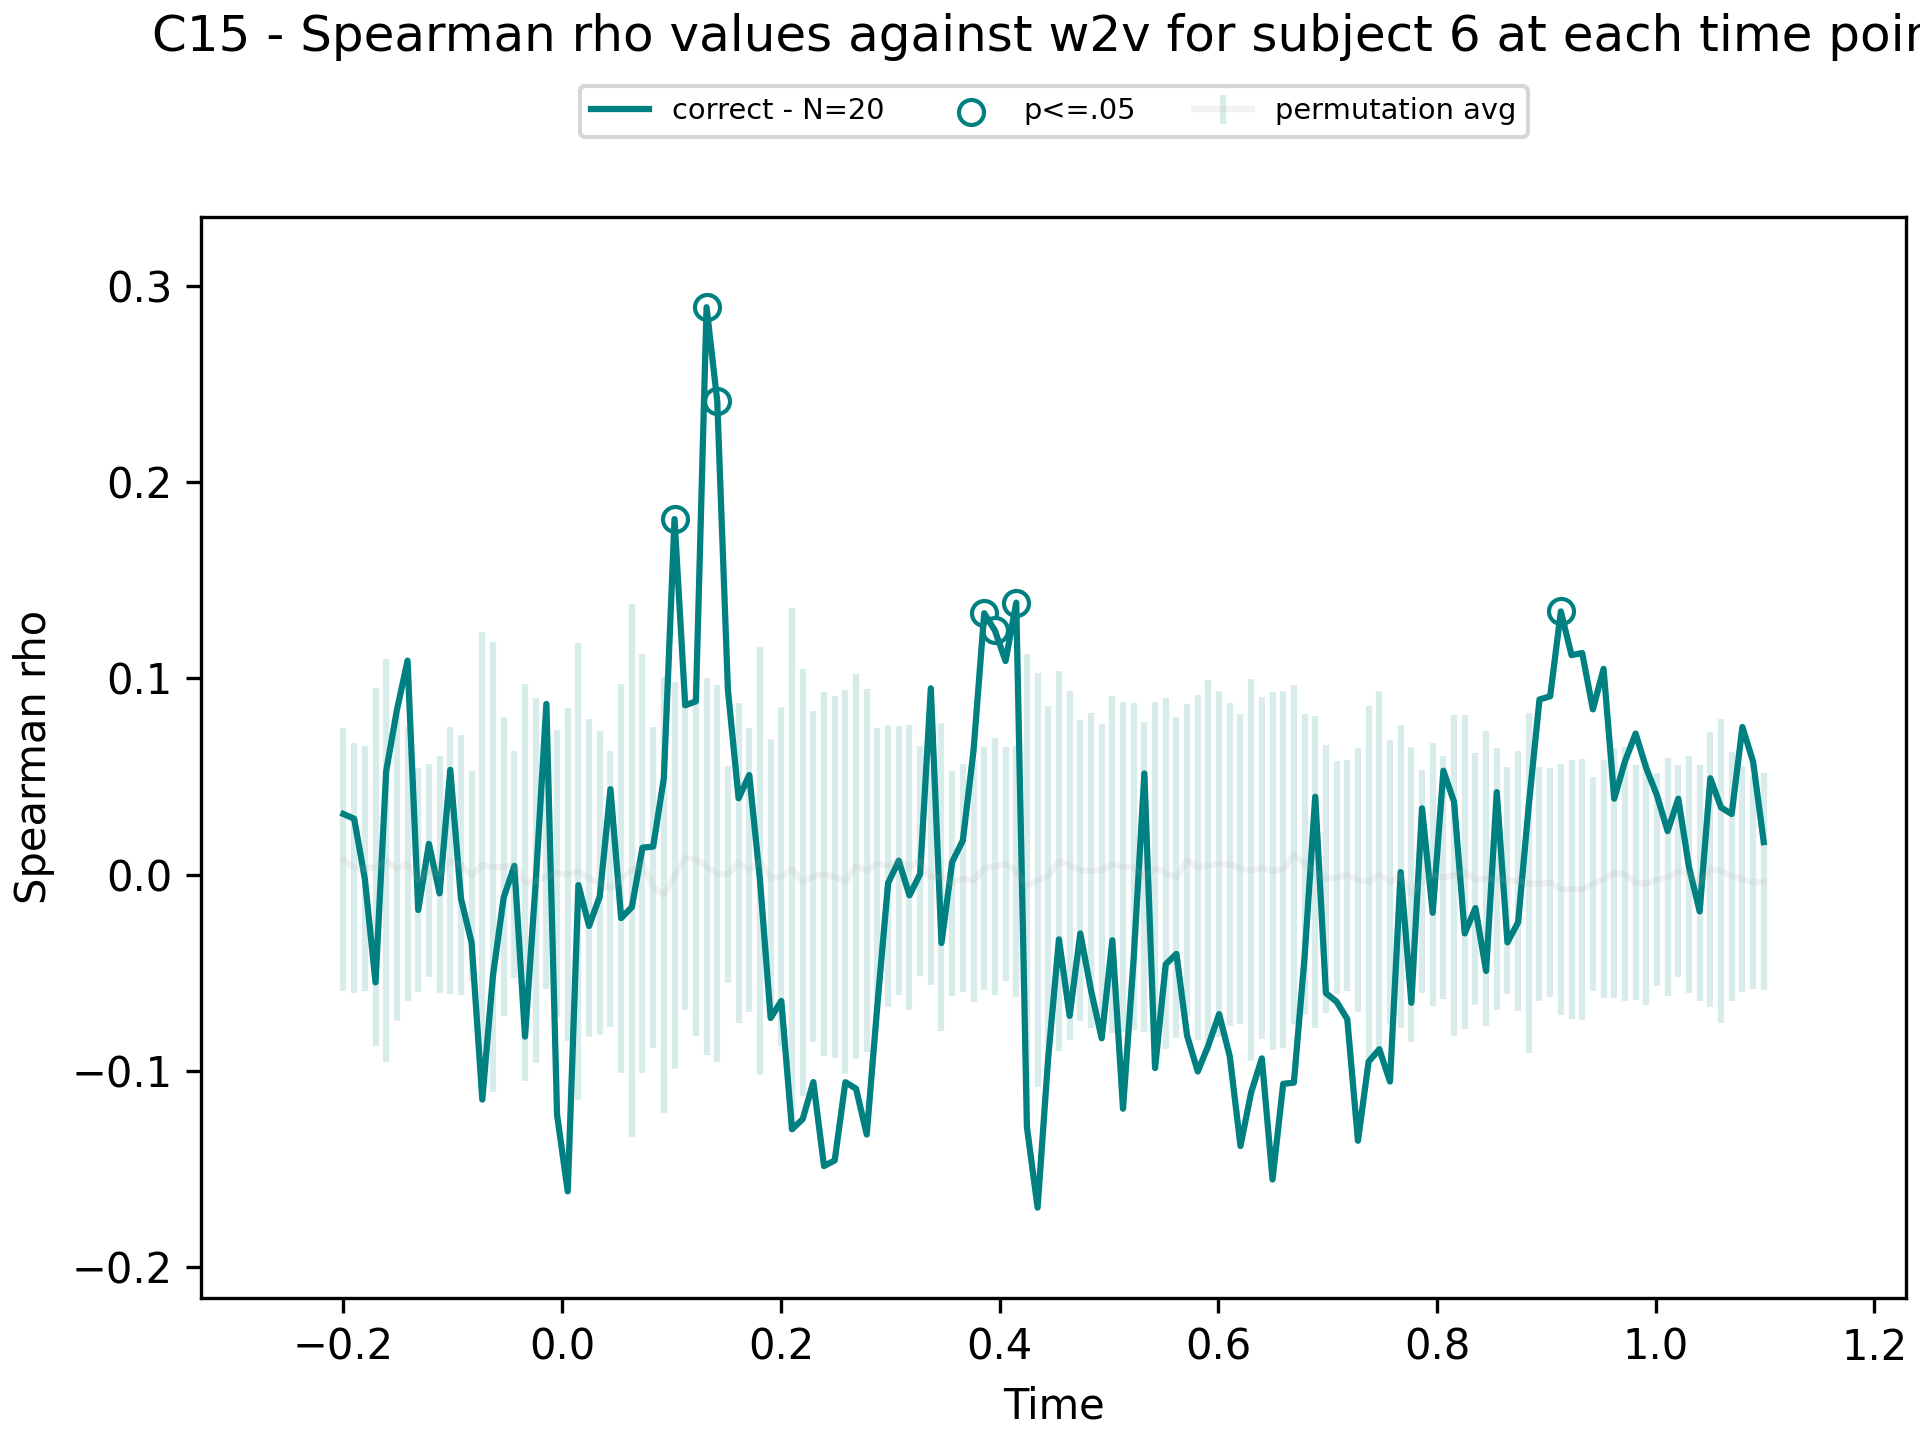 C15 - Spearman rho values against w2v for subject 6 at each time poin
correct - N=20 p<=.05 permutation avg
0.3
0.2
0.1
0.0
−0.1
−0.2
Spearman rho
−0.2 0.0 0.2 0.4 0.6 0.8 1.0 1.2
Time